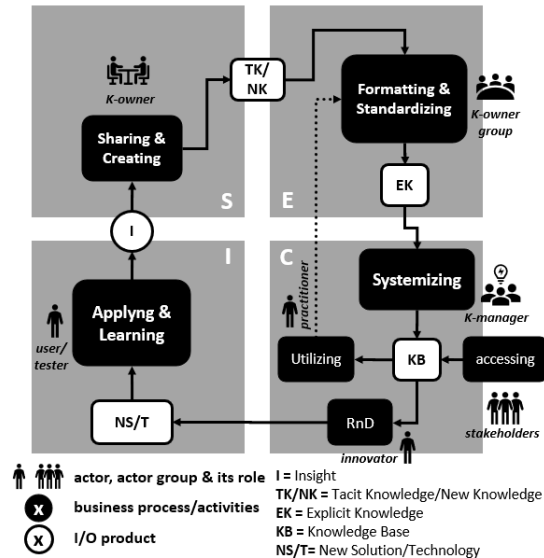 K-owner
Sharing &
Creating
S
TK/
NK
Formatting &
Standardizing
K-owner
group
EK
E
I
I
Applyng &
Learning
user/
tester
NS/T
C
Systemizing
K-manager
practitioner
Utilizing
KB
accessing
RnD
innovator
stakeholders
actor, actor group & its role
x
business process/activities
x
I/O product
I = Insight
TK/NK = Tacit Knowledge/New Knowledge
EK = Explicit Knowledge
KB = Knowledge Base
NS/T= New Solution/Technology